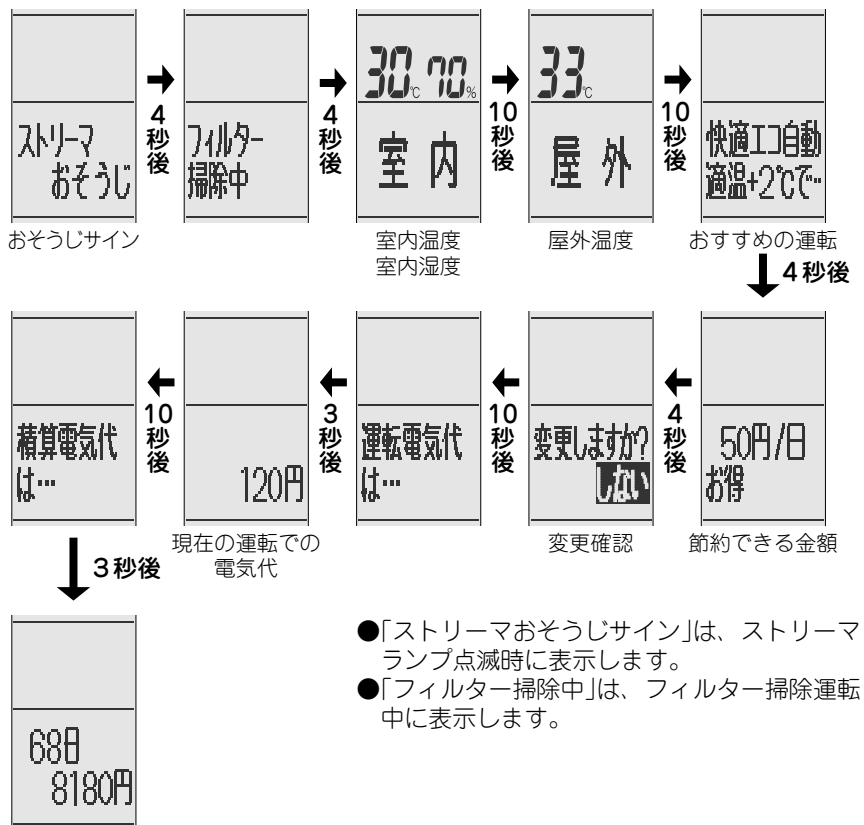 ストリーマ
おそうじ
おそうじサイン
4秒後
フィルター
掃除中
4秒後
30℃ 70%
室内
室内温度
室内湿度
10秒後
33℃
屋外
屋外温度
10秒後
快適エコ自動
適温+2℃で…
おすすめの運転
4秒後
50円/日
お得
節約できる金額
4秒後
変更しますか?
しない
変更確認
10秒後
運転電気代
は…
3秒後
120円
現在の運転での
電気代
10秒後
積算電気代
は…
3秒後
68日
8180円
●「ストリーマおそうじサイン」は、ストリーマ
ランプ点滅時に表示します。
●「フィルター掃除中」は、フィルター掃除運転
中に表示します。